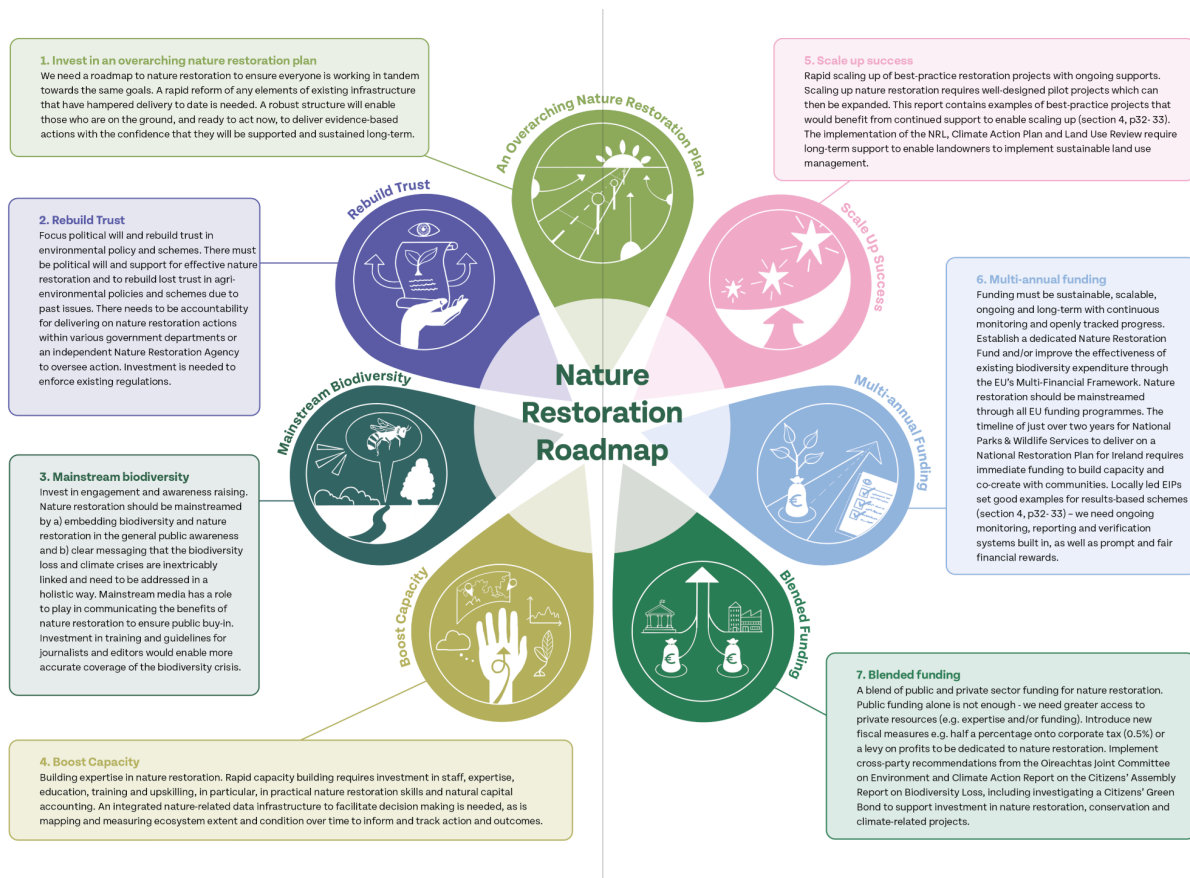 1. Invest in an overarching nature restoration plan
We need a roadmap to nature restoration to ensure everyone is working in tandem
towards the same goals. A rapid reform of any elements of existing infrastructure
that have hampered delivery to date is needed. A robust structure will enable
those who are on the ground, and ready to act now, to deliver evidence-based
actions with the confidence that they will be supported and sustained long-term.
2. Rebuild Trust
Focus political will and rebuild trust in
environmental policy and schemes. There must
be political will and support for effective nature
restoration and to rebuild lost trust in agri-
environmental policies and schemes due to
past issues. There needs to be accountability
for delivering on nature restoration actions
within various government departments or
an independent Nature Restoration Agency
to oversee action. Investment is needed to
enforce existing regulations.
3. Mainstream biodiversity
Invest in engagement and awareness raising.
Nature restoration should be mainstreamed
by a) embedding biodiversity and nature
restoration in the general public awareness
and b) clear messaging that the biodiversity
loss and climate crises are inextricably
linked and need to be addressed in a
holistic way. Mainstream media has a role
to play in communicating the benefits of
nature restoration to ensure public buy-in.
Investment in training and guidelines for
journalists and editors would enable more
accurate coverage of the biodiversity crisis.
4. Boost Capacity
Building expertise in nature restoration. Rapid capacity building requires investment in staff, expertise,
education, training and upskilling, in particular, in practical nature restoration skills and natural capital
accounting. An integrated nature-related data infrastructure to facilitate decision making is needed, as is
mapping and measuring ecosystem extent and condition over time to inform and track action and outcomes.
An Overarching Nature Restoration Plan
Rebuild Trust
Mainstream Biodiversity
Boost Capacity
Nature
Restoration
Roadmap
Scale Up Success
Multi-annual Funding
€
Blended Funding
€
€
5. Scale up success
Rapid scaling up of best-practice restoration projects with ongoing supports.
Scaling up nature restoration requires well-designed pilot projects which can
then be expanded. This report contains examples of best-practice projects that
would benefit from continued support to enable scaling up (section 4, p32- 33).
The implementation of the NRL, Climate Action Plan and Land Use Review require
long-term support to enable landowners to implement sustainable land use
management.
6. Multi-annual funding
Funding must be sustainable, scalable,
ongoing and long-term with continuous
monitoring and openly tracked progress.
Establish a dedicated Nature Restoration
Fund and/or improve the effectiveness of
existing biodiversity expenditure through
the EU's Multi-Financial Framework. Nature
restoration should be mainstreamed
through all EU funding programmes. The
timeline of just over two years for National
Parks & Wildlife Services to deliver on a
National Restoration Plan for Ireland requires
immediate funding to build capacity and
co-create with communities. Locally led EIPs
set good examples for results-based schemes
(section 4, p32- 33) – we need ongoing
monitoring, reporting and verification
systems built in, as well as prompt and fair
financial rewards.
7. Blended funding
A blend of public and private sector funding for nature restoration.
Public funding alone is not enough - we need greater access to
private resources (e.g. expertise and/or funding). Introduce new
fiscal measures e.g. half a percentage onto corporate tax (0.5%) or
a levy on profits to be dedicated to nature restoration. Implement
cross-party recommendations from the Oireachtas Joint Committee
on Environment and Climate Action Report on the Citizens' Assembly
Report on Biodiversity Loss, including investigating a Citizens' Green
Bond to support investment in nature restoration, conservation and
climate-related projects.